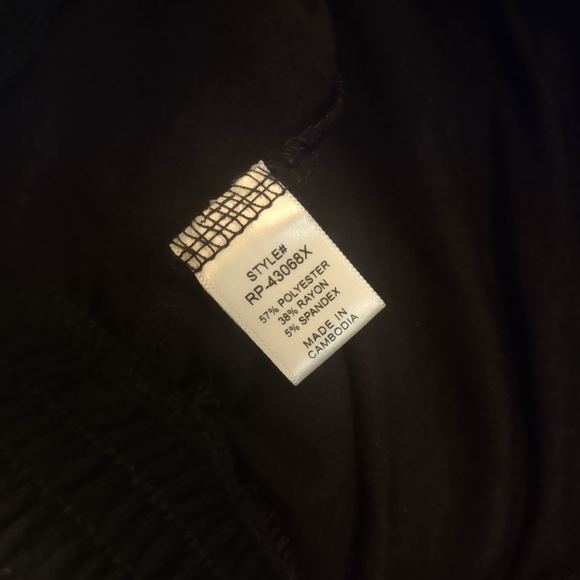 STYLE#
RP-43068X
57% POLYESTER
38% RAYON
5% SPANDEX
MADE IN
CAMBODIA